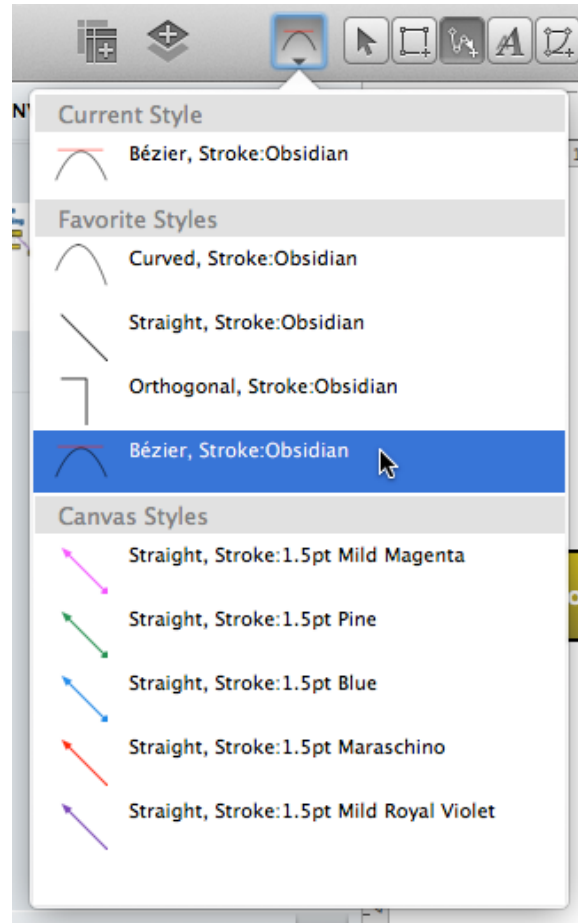 Current Style
Bézier, Stroke:Obsidian
Favorite Styles
Curved, Stroke:Obsidian
Straight, Stroke:Obsidian
Orthogonal, Stroke:Obsidian
Bézier, Stroke:Obsidian
Canvas Styles
Straight, Stroke:1.5pt Mild Magenta
Straight, Stroke:1.5pt Pine
Straight, Stroke:1.5pt Blue
Straight, Stroke:1.5pt Maraschino
Straight, Stroke:1.5pt Mild Royal Violet